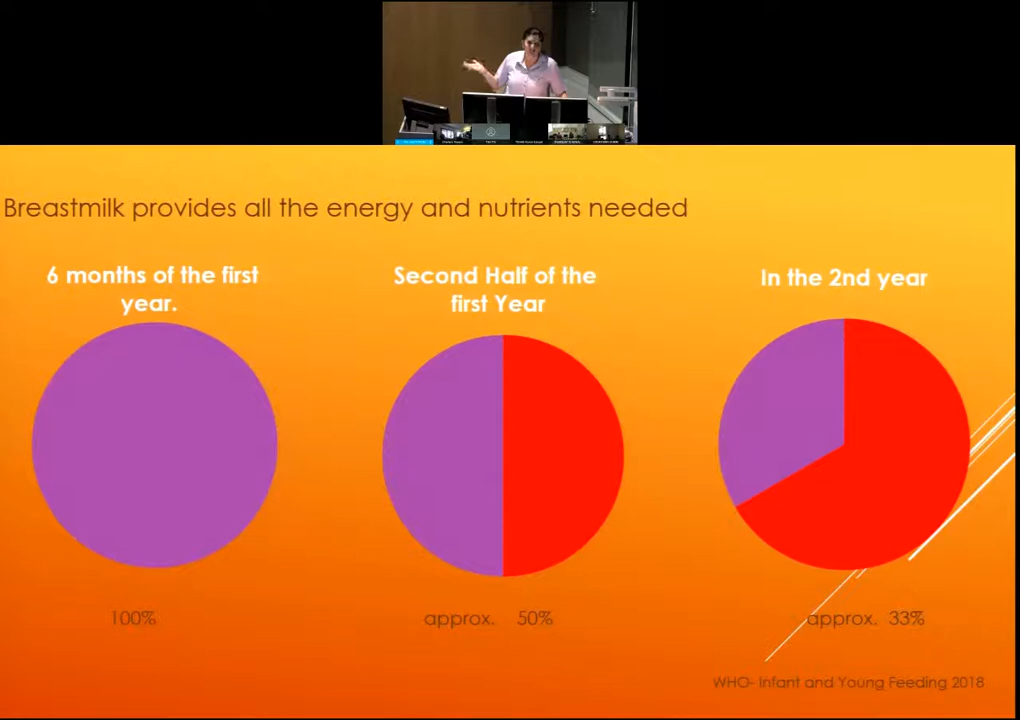 Breastmilk provides all the energy and nutrients needed
6 months of the first
year.
Second Half of the
first Year
In the 2nd year
100%
approx. 50%
approx. 33%
WHO- Infant and Young Feeding 2018